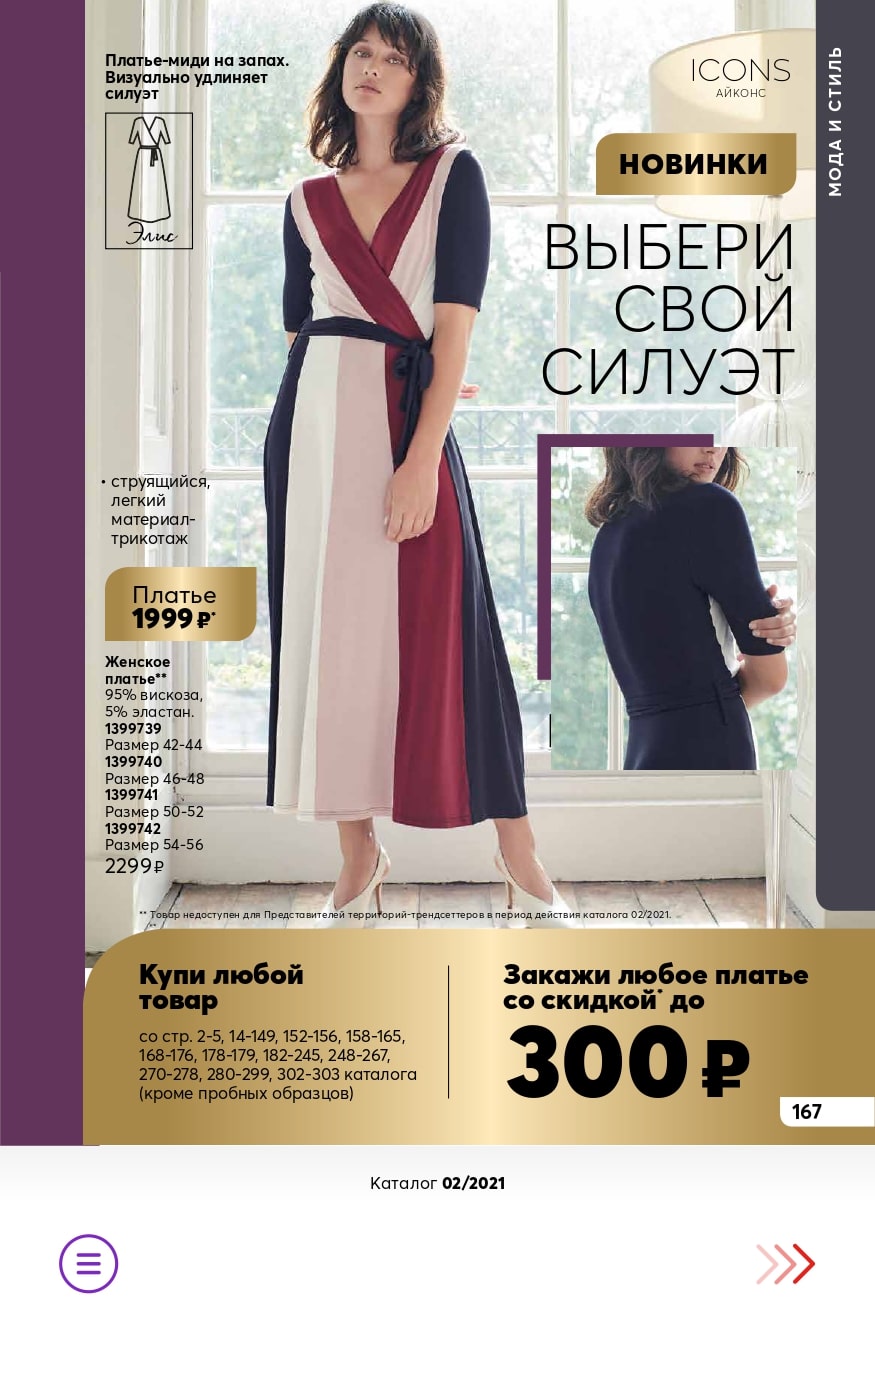 Платье-миди на запах.
Визуально удлиняет
силуэт
Элис
ICONS
АЙКОНС
МОДА И СТИЛЬ
НОВИНКИ
ВЫБЕРИ
СВОЙ
СИЛУЭТ
• струящийся,
легкий
материал-
трикотаж
Платье
1999 ₽*
Женское
платье**
95% вискоза,
5% эластан.
1399739
Размер 42-44
1399740
Размер 46-48
1399741
Размер 50-52
1399742
Размер 54-56
2299 ₽
** Товар недоступен для Представителей территорий-трендсеттеров в период действия каталога 02/2021.
**
Купи любой
товар
со стр. 2-5, 14-149, 152-156, 158-165,
168-176, 178-179, 182-245, 248-267,
270-278, 280-299, 302-303 каталога
(кроме пробных образцов)
Закажи любое платье
со скидкой* до
300 ₽
167
Каталог 02/2021